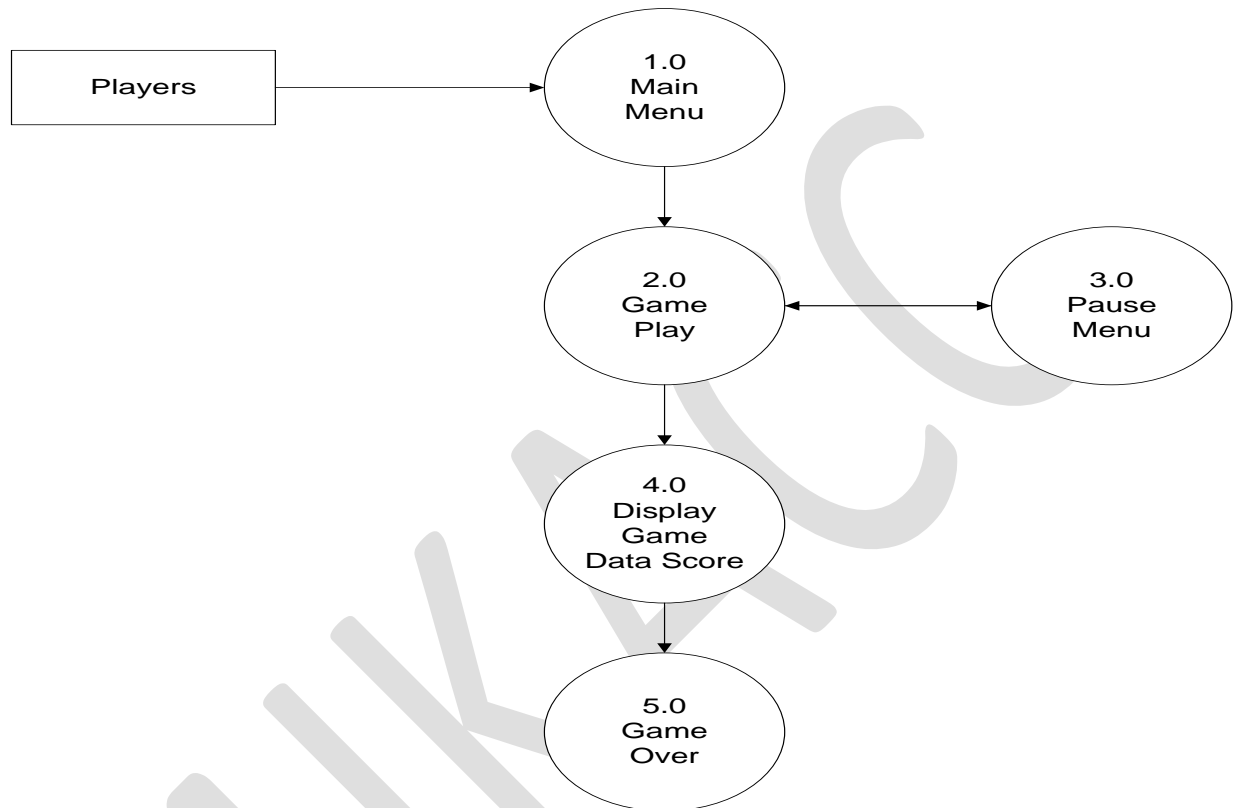 Players
1.0
Main
Menu
2.0
Game
Play
3.0
Pause
Menu
4.0
Display
Game
Data Score
5.0
Game
Over